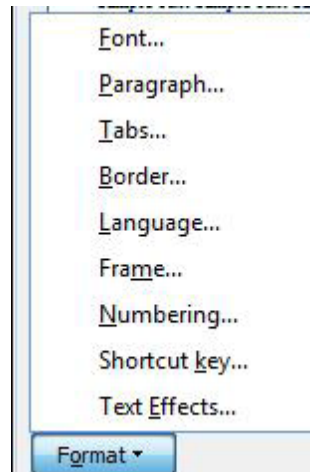 Font...
Paragraph...
Tabs...
Border...
Language...
Frame...
Numbering...
Shortcut key...
Text Effects...
Format